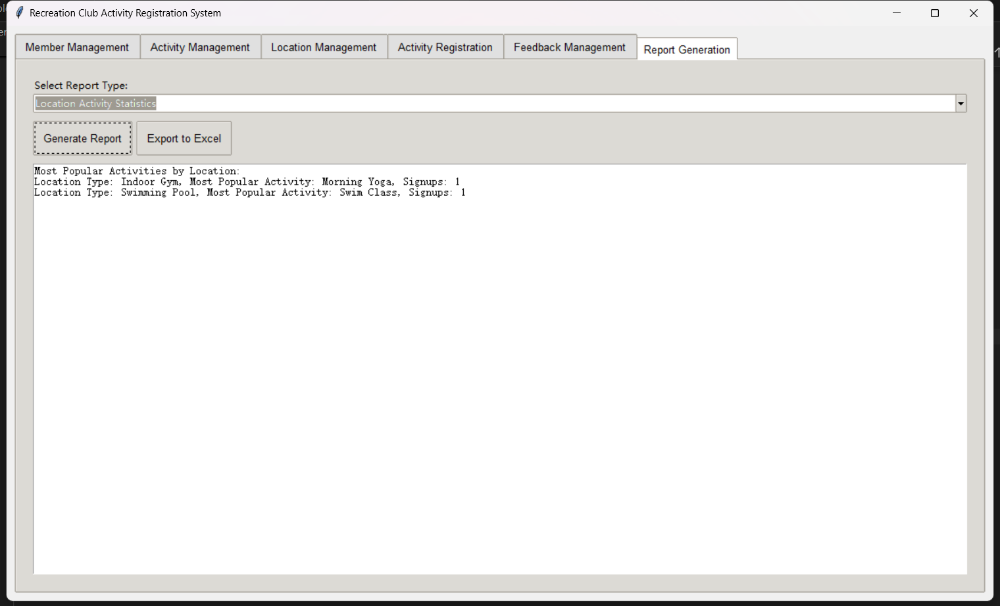 Recreation Club Activity Registration System
Member Management
Activity Management
Location Management
Activity Registration
Feedback Management
Report Generation
Select Report Type:
Location Activity Statistics
Generate Report
Export to Excel
Most Popular Activities by Location:
Location Type: Indoor Gym, Most Popular Activity: Morning Yoga, Signups: 1
Location Type: Swimming Pool, Most Popular Activity: Swim Class, Signups: 1